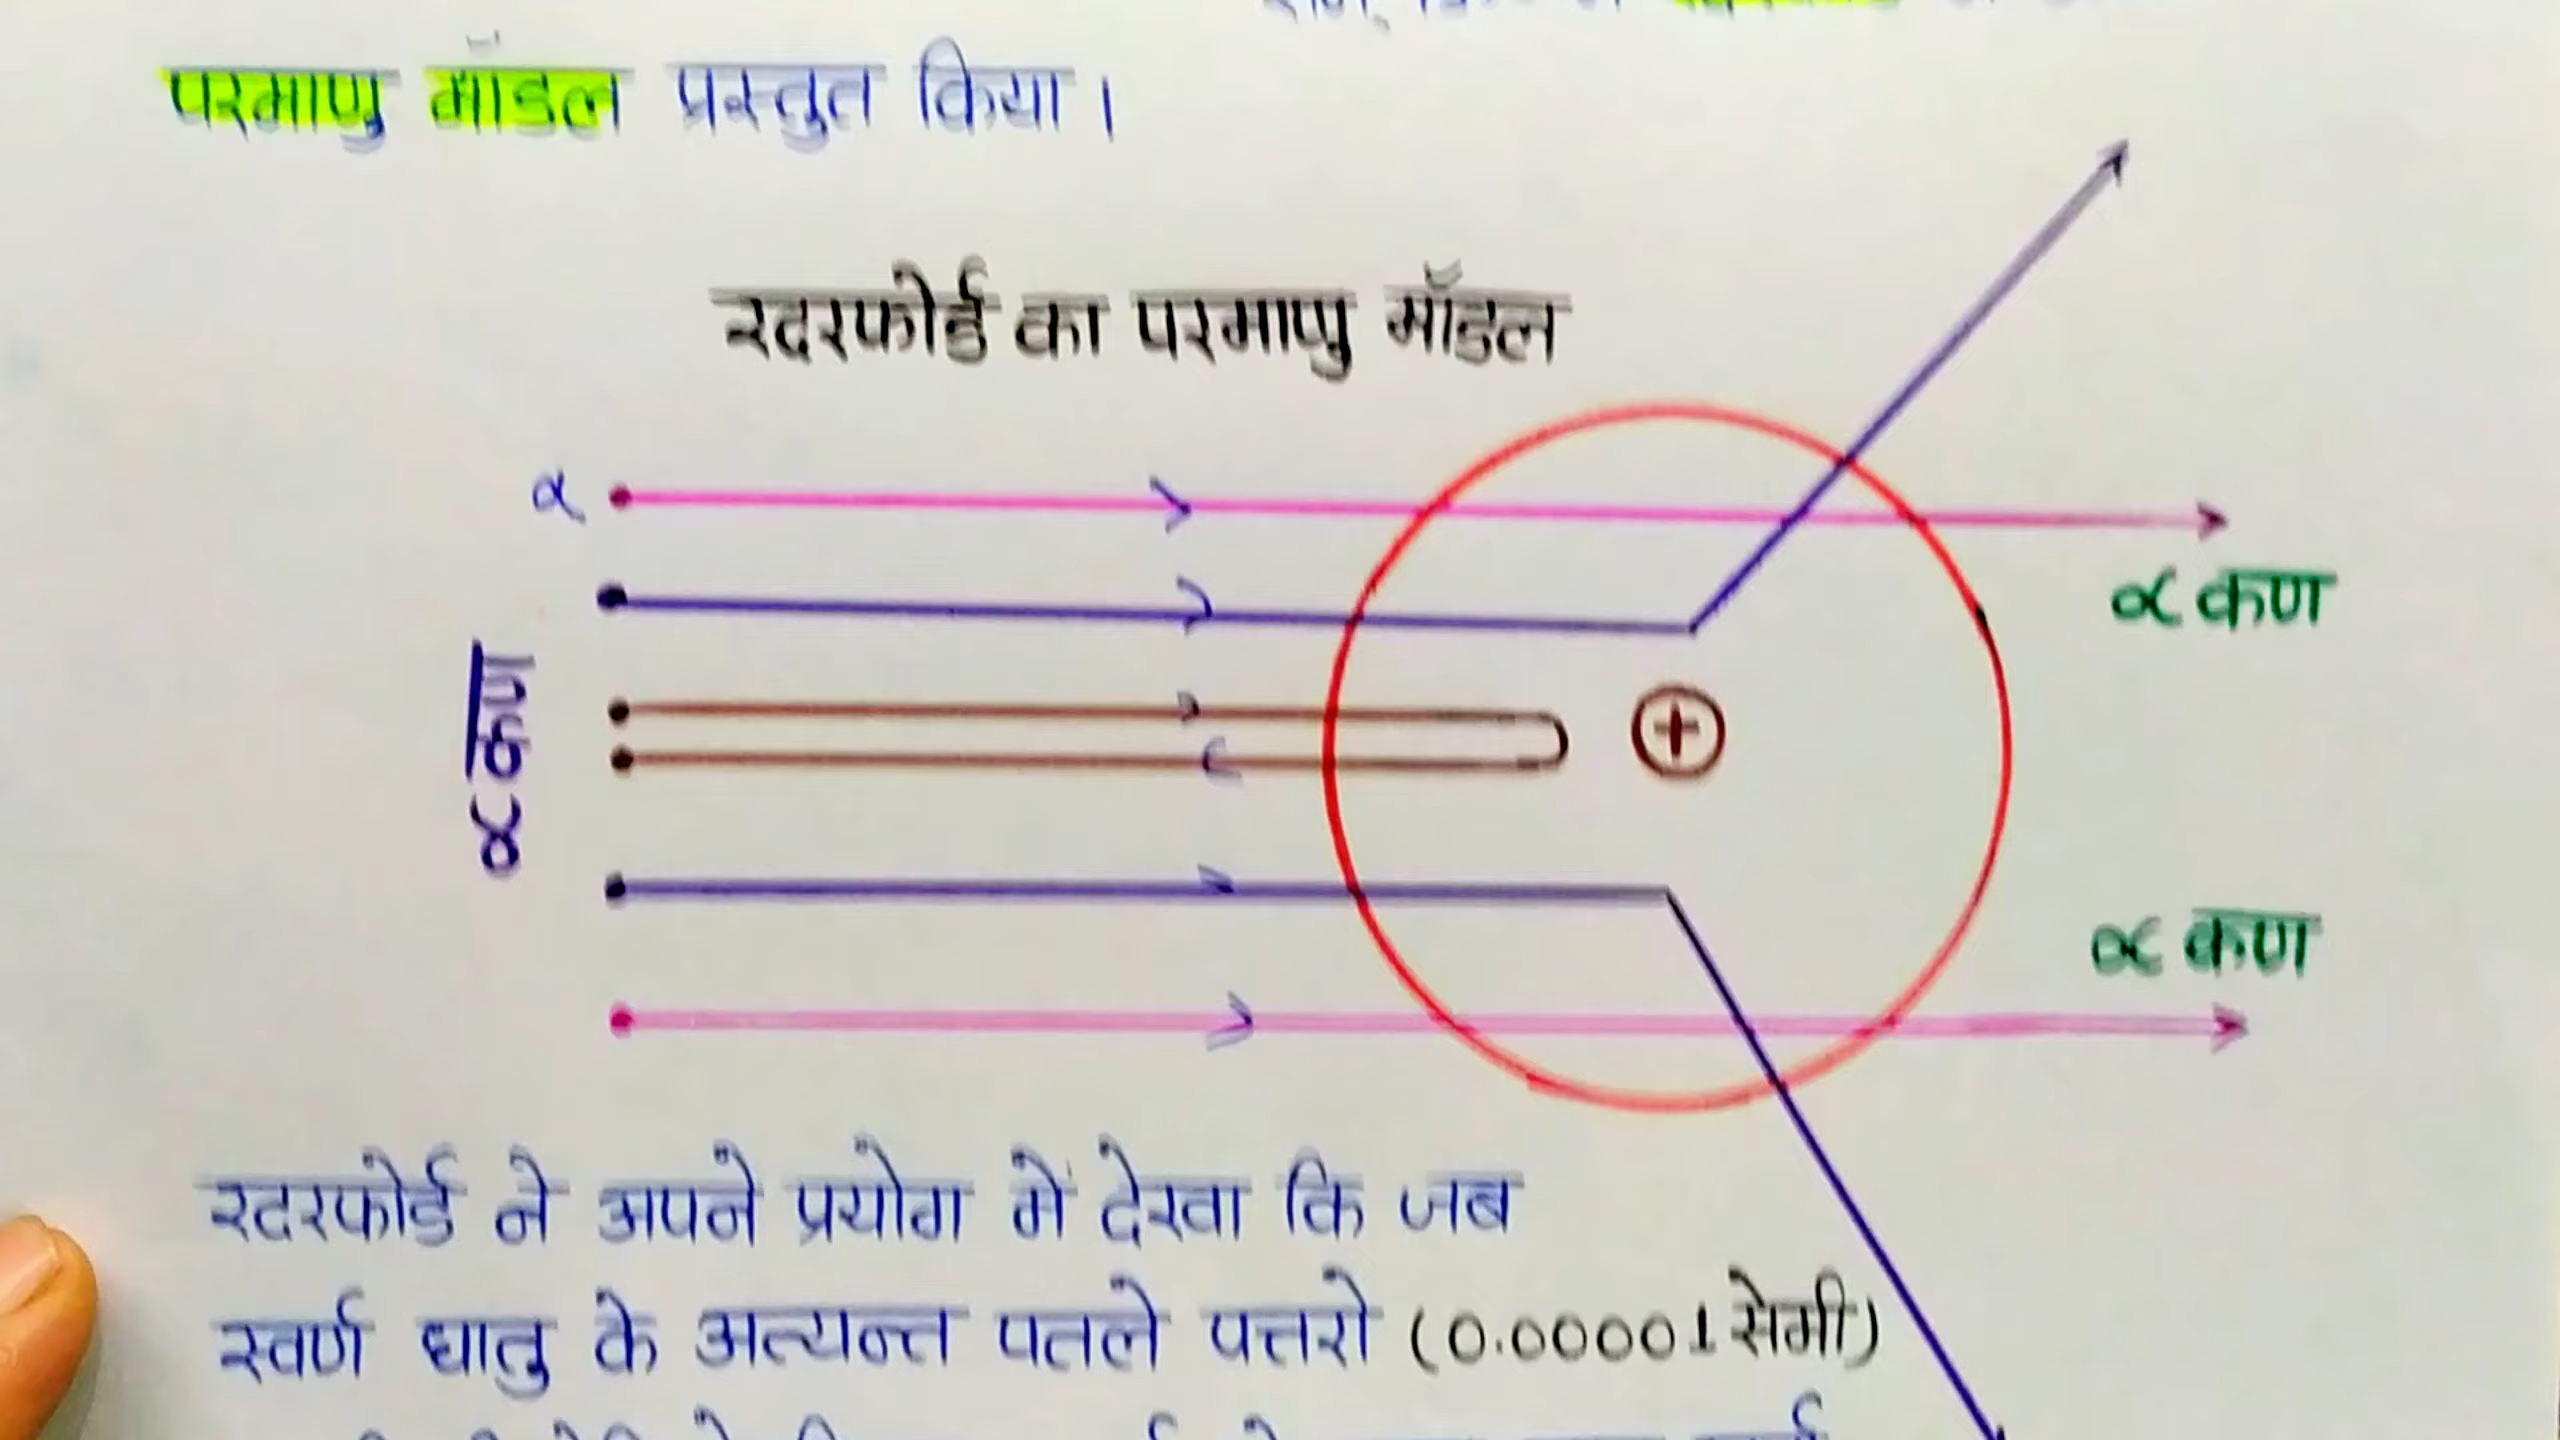 परमाणु मॉडल प्रस्तुत किया।
रदरफोर्ड का परमाणु मॉडल
α
α कण
α कण
+
α कण
रदरफोर्ड ने अपने प्रयोग में देखा कि जब
स्वर्ण धातु के अत्यन्त पतले पत्तरो (0.00001 सेमी)